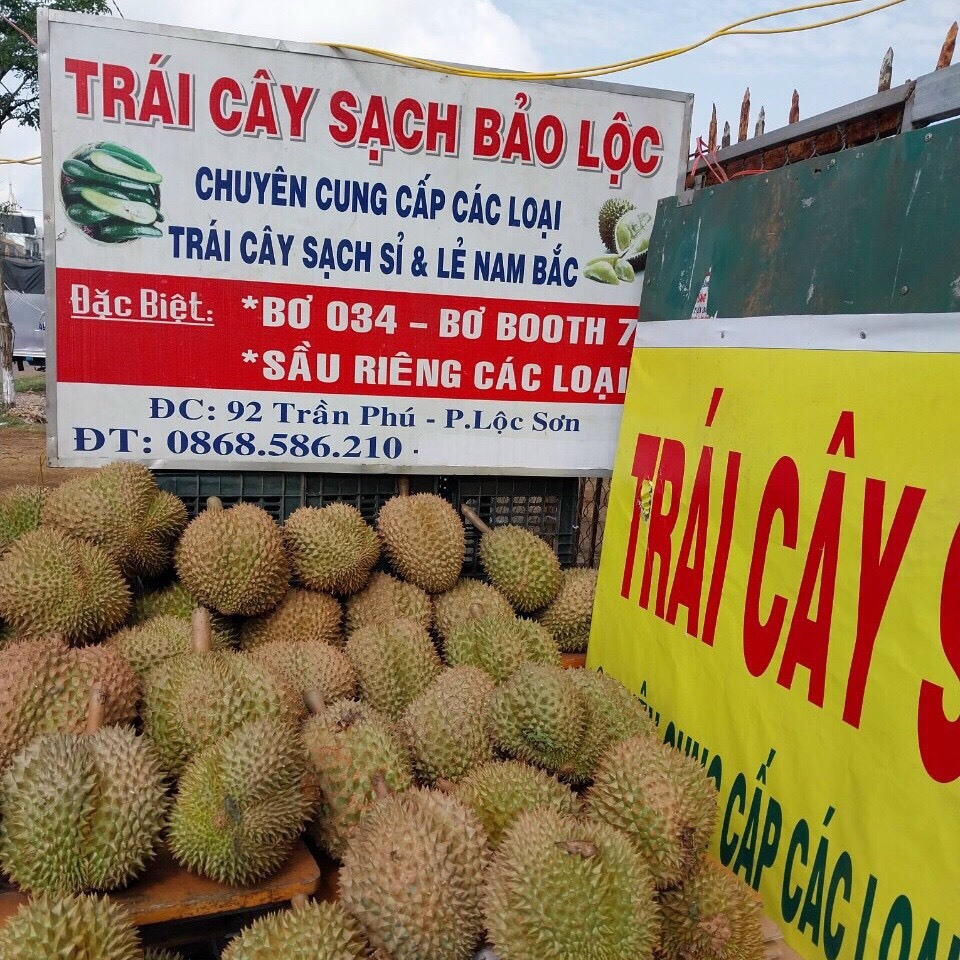 TRÁI CÂY SẠCH BẢO LỘC
CHUYÊN CUNG CẤP CÁC LOẠI
TRÁI CÂY SẠCH SỈ & LẺ NAM BẮC
Đặc Biệt: *BƠ 034 - BƠ BOOTH 7
*SẦU RIÊNG CÁC LOẠI
ĐC: 92 Trần Phú - P.Lộc Sơn
ĐT: 0868.586.210
TRÁI CÂY S
CUNG CẤP CÁC LOẠI